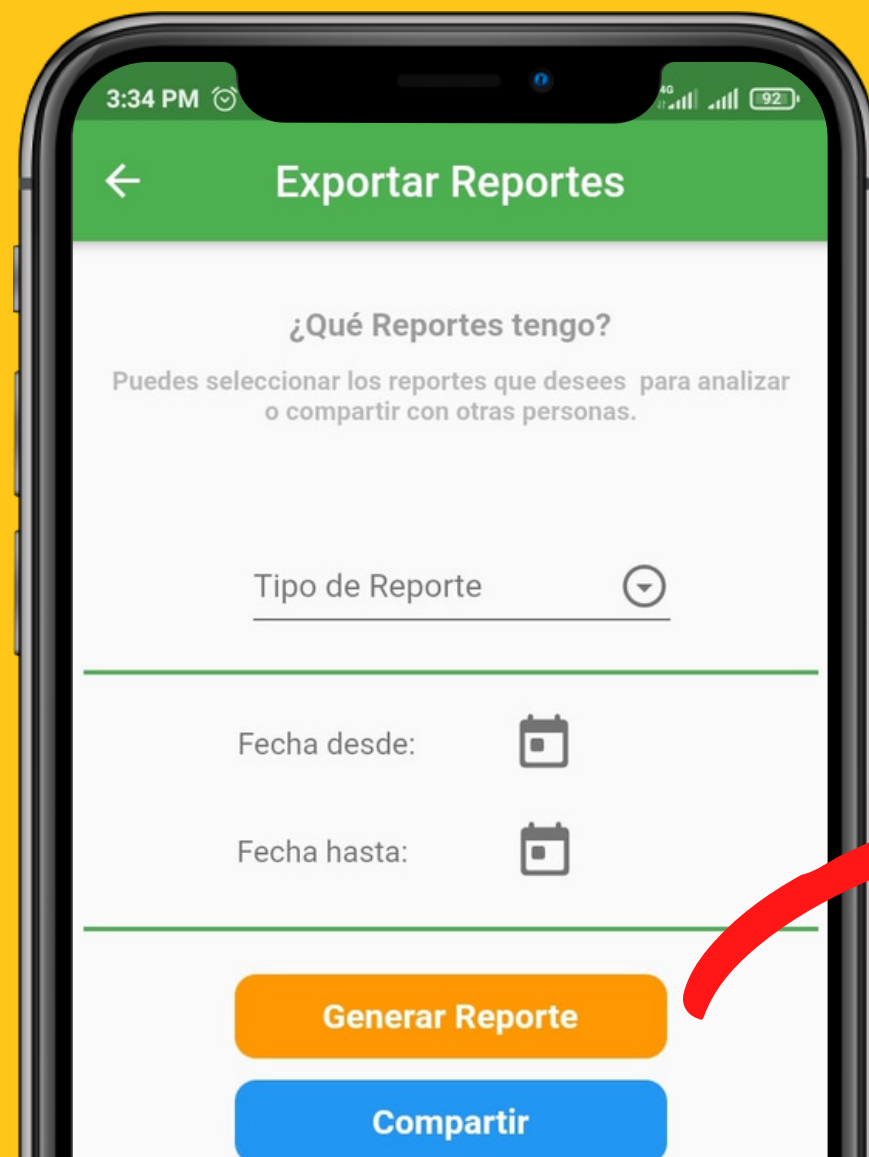 3:34 PM 4G 92
Exportar Reportes
¿Qué Reportes tengo?
Puedes seleccionar los reportes que desees para analizar
o compartir con otras personas.
Tipo de Reporte
Fecha desde:
Fecha hasta:
Generar Reporte
Compartir